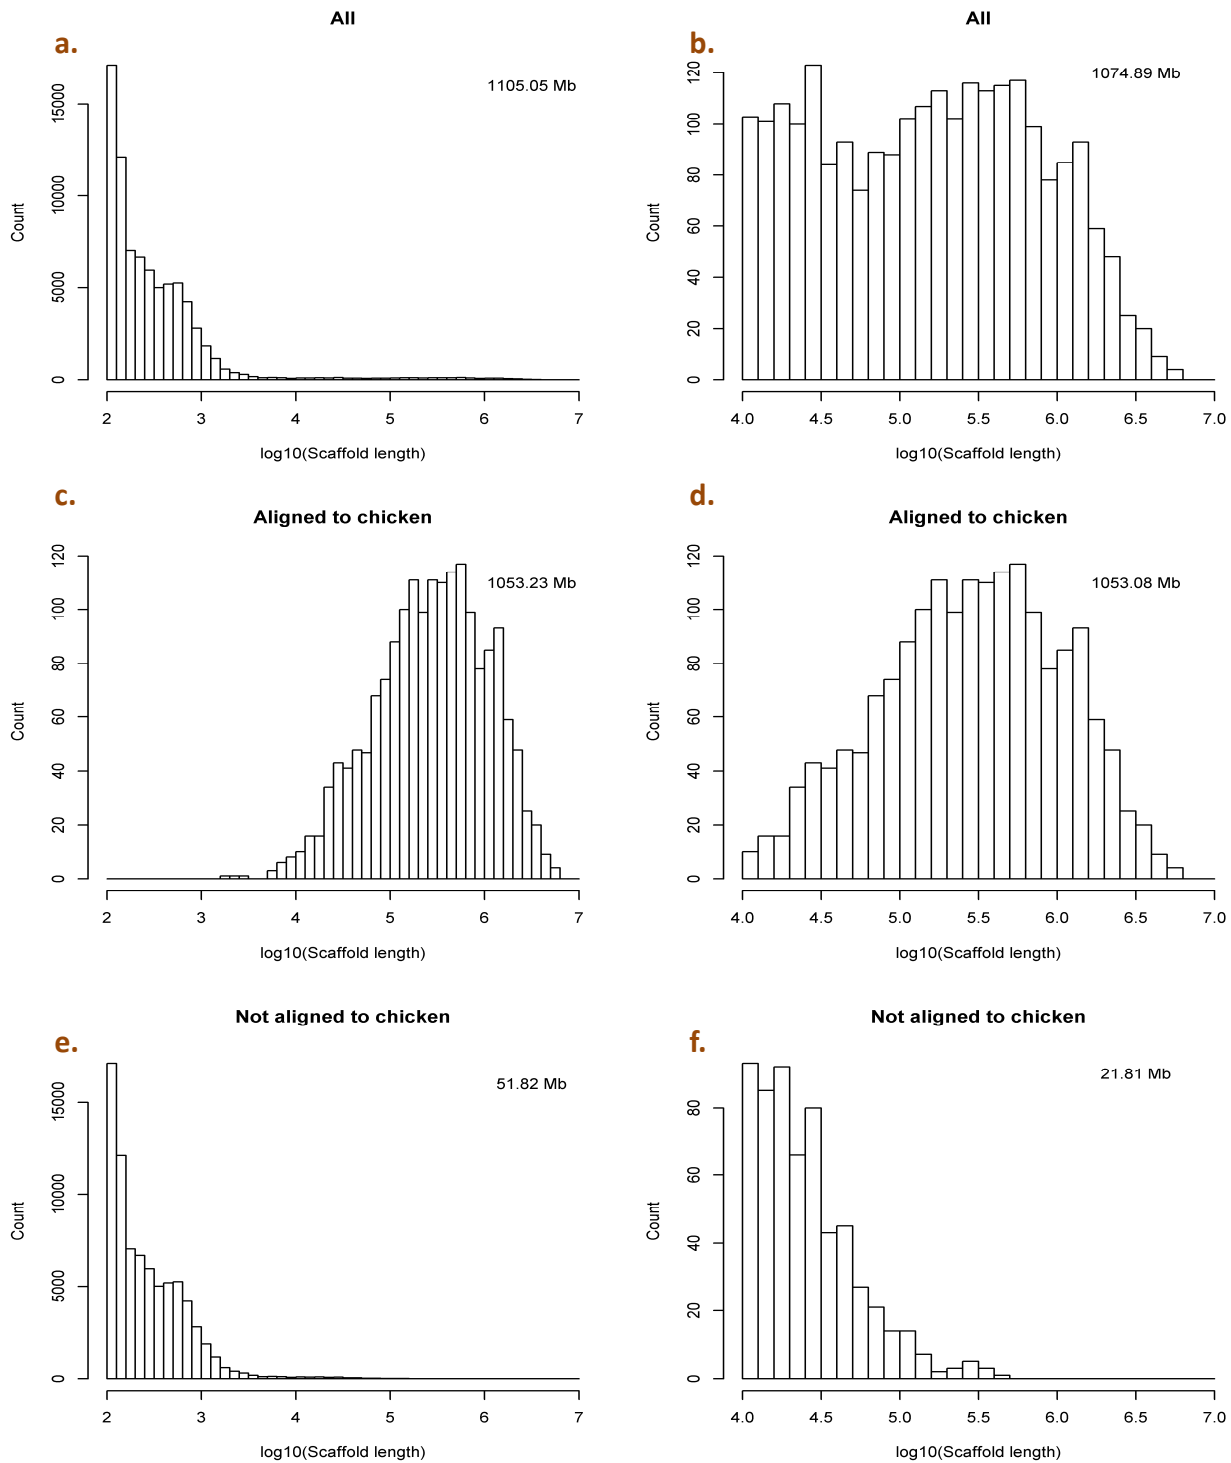 All
a.
1105.05 Mb
Count
0
5000
10000
15000
2 3 4 5 6 7
log10(Scaffold length)
All
b.
1074.89 Mb
Count
0
20
40
60
80
100
120
4.0 4.5 5.0 5.5 6.0 6.5 7.0
log10(Scaffold length)
c.
Aligned to chicken
1053.23 Mb
Count
0
20
40
60
80
100
120
2 3 4 5 6 7
log10(Scaffold length)
d.
Aligned to chicken
1053.08 Mb
Count
0
20
40
60
80
100
120
4.0 4.5 5.0 5.5 6.0 6.5 7.0
log10(Scaffold length)
Not aligned to chicken
e.
51.82 Mb
Count
0
5000
10000
15000
2 3 4 5 6 7
log10(Scaffold length)
Not aligned to chicken
f.
21.81 Mb
Count
0
20
40
60
80
4.0 4.5 5.0 5.5 6.0 6.5 7.0
log10(Scaffold length)